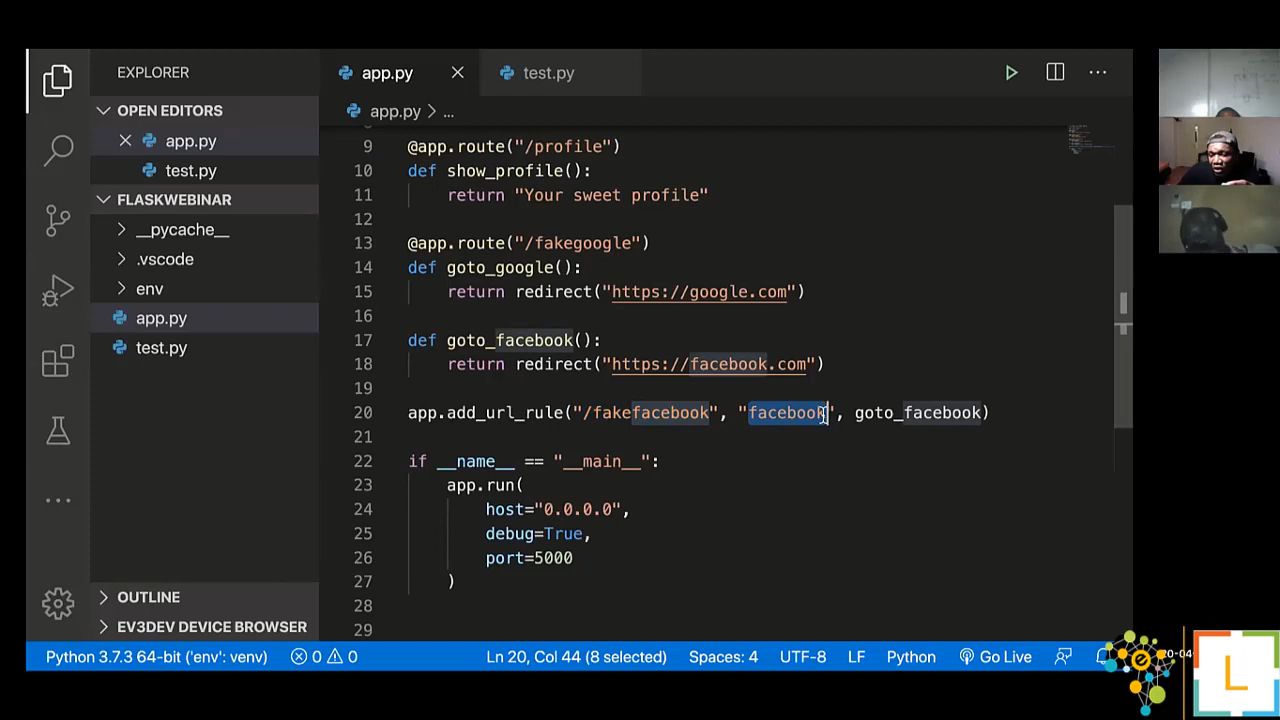 EXPLORER
OPEN EDITORS
app.py
test.py
FLASKWEBINAR
__pycache__
.vscode
env
app.py
test.py
OUTLINE
EV3DEV DEVICE BROWSER
app.py
test.py
app.py > ...
9 @app.route("/profile")
10 def show_profile():
11 return "Your sweet profile"
12
13 @app.route("/fakegoogle")
14 def goto_google():
15 return redirect("https://google.com")
16
17 def goto_facebook():
18 return redirect("https://facebook.com")
19
20 app.add_url_rule("/fakefacebook", "facebook", goto_facebook)
21
22 if __name__ == "__main__":
23 app.run(
24 host="0.0.0.0",
25 debug=True,
26 port=5000
27 )
28
29
Python 3.7.3 64-bit ('env': venv) 0 0 Ln 20, Col 44 (8 selected) Spaces: 4 UTF-8 LF Python Go Live
L